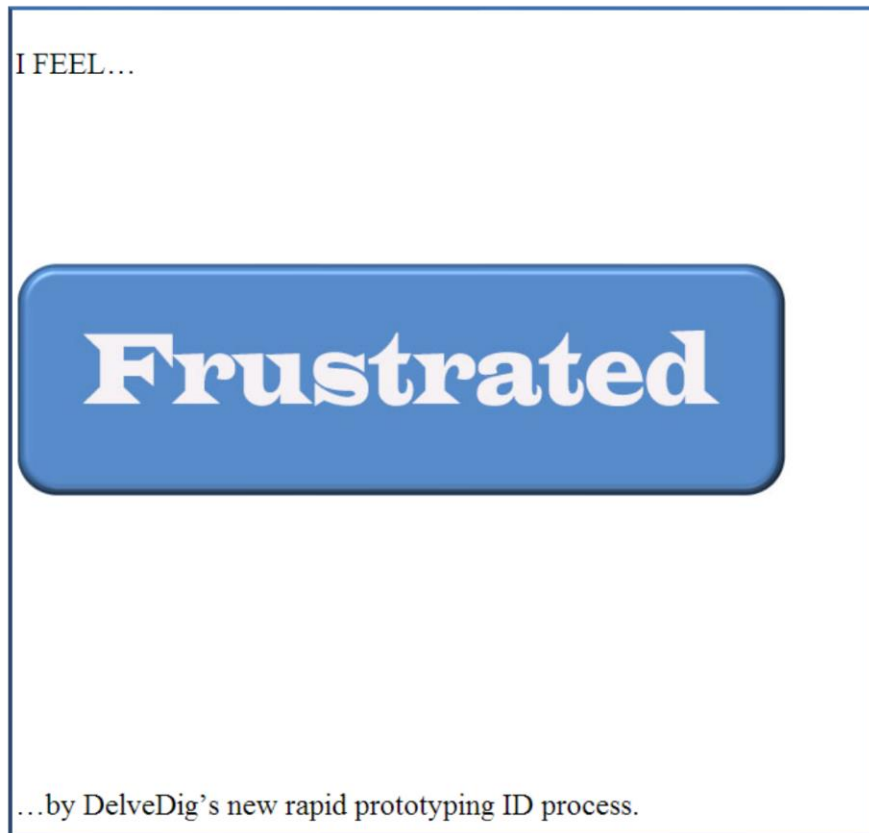 I FEEL…
Frustrated
…by DelveDig’s new rapid prototyping ID process.